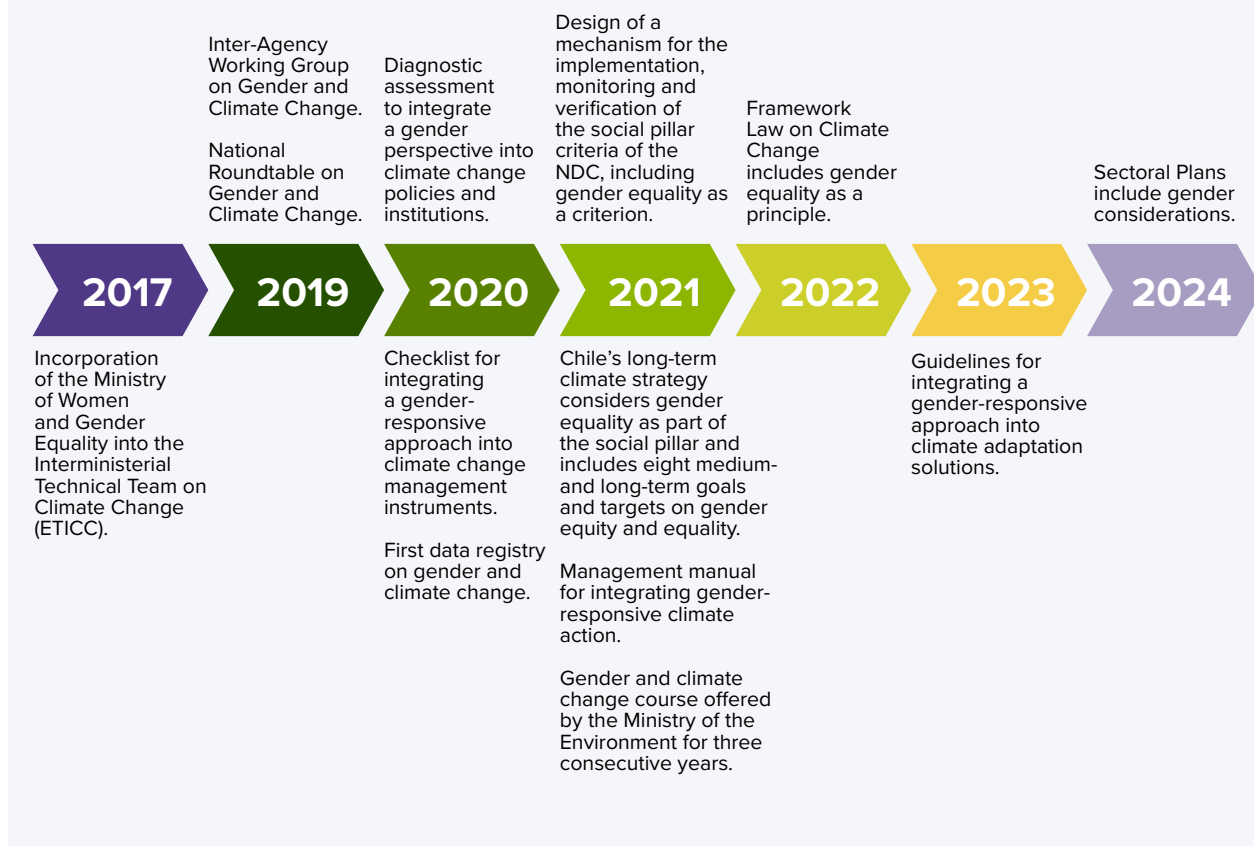 Inter-Agency
Working Group
on Gender and
Climate Change.
National
Roundtable on
Gender and
Climate Change.
Diagnostic
assessment
to integrate
a gender
perspective into
climate change
policies and
institutions.
Design of a
mechanism for the
implementation,
monitoring and
verification of
the social pillar
criteria of the
NDC, including
gender equality as
a criterion.
Framework
Law on Climate
Change
includes gender
equality as a
principle.
Sectoral Plans
include gender
considerations.
2017
2019
2020
2021
2022
2023
2024
Incorporation
of the Ministry
of Women
and Gender
Equality into the
Interministerial
Technical Team on
Climate Change
(ETICC).
Checklist for
integrating
a gender-
responsive
approach into
climate change
management
instruments.
First data registry
on gender and
climate change.
Chile’s long-term
climate strategy
considers gender
equality as part of
the social pillar and
includes eight medium-
and long-term goals
and targets on gender
equity and equality.
Management manual
for integrating gender-
responsive climate
action.
Gender and climate
change course offered
by the Ministry of the
Environment for three
consecutive years.
Guidelines for
integrating a
gender-responsive
approach into
climate adaptation
solutions.